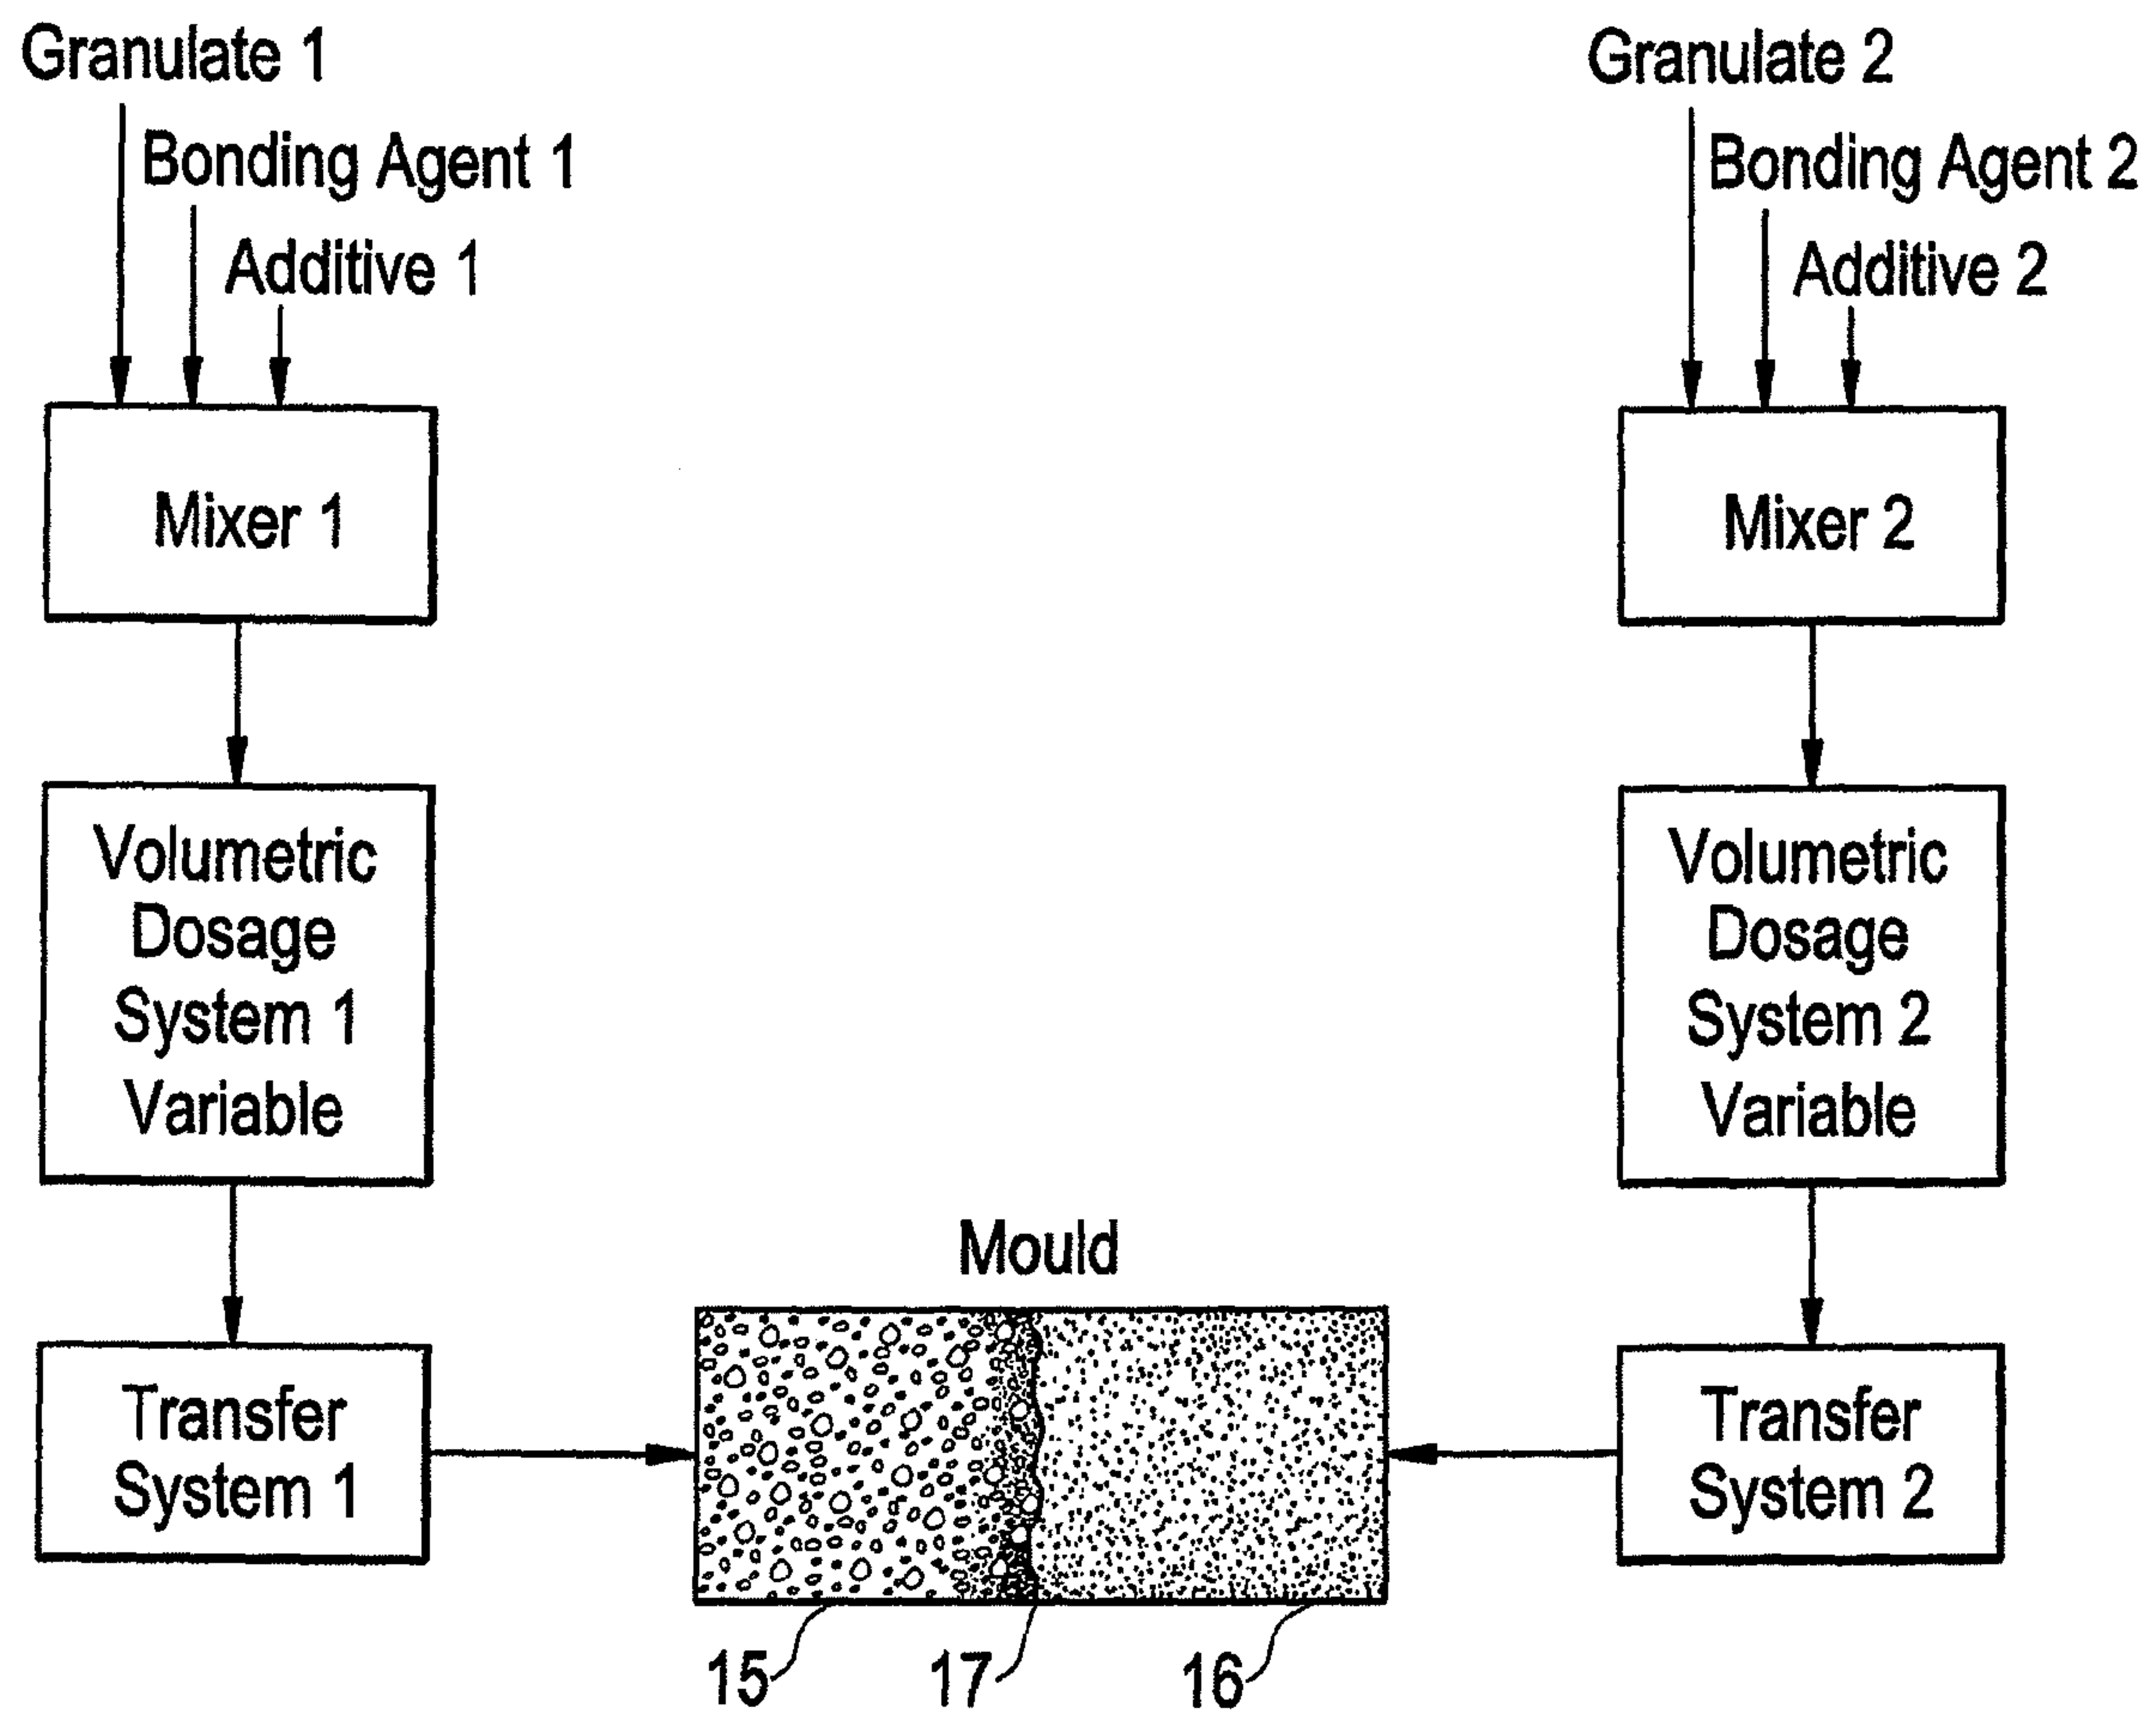 Granulate 1
Bonding Agent 1
Additive 1
Mixer 1
Volumetric
Dosage
System 1
Variable
Transfer
System 1
Granulate 2
Bonding Agent 2
Additive 2
Mixer 2
Volumetric
Dosage
System 2
Variable
Transfer
System 2
Mould
15
17
16